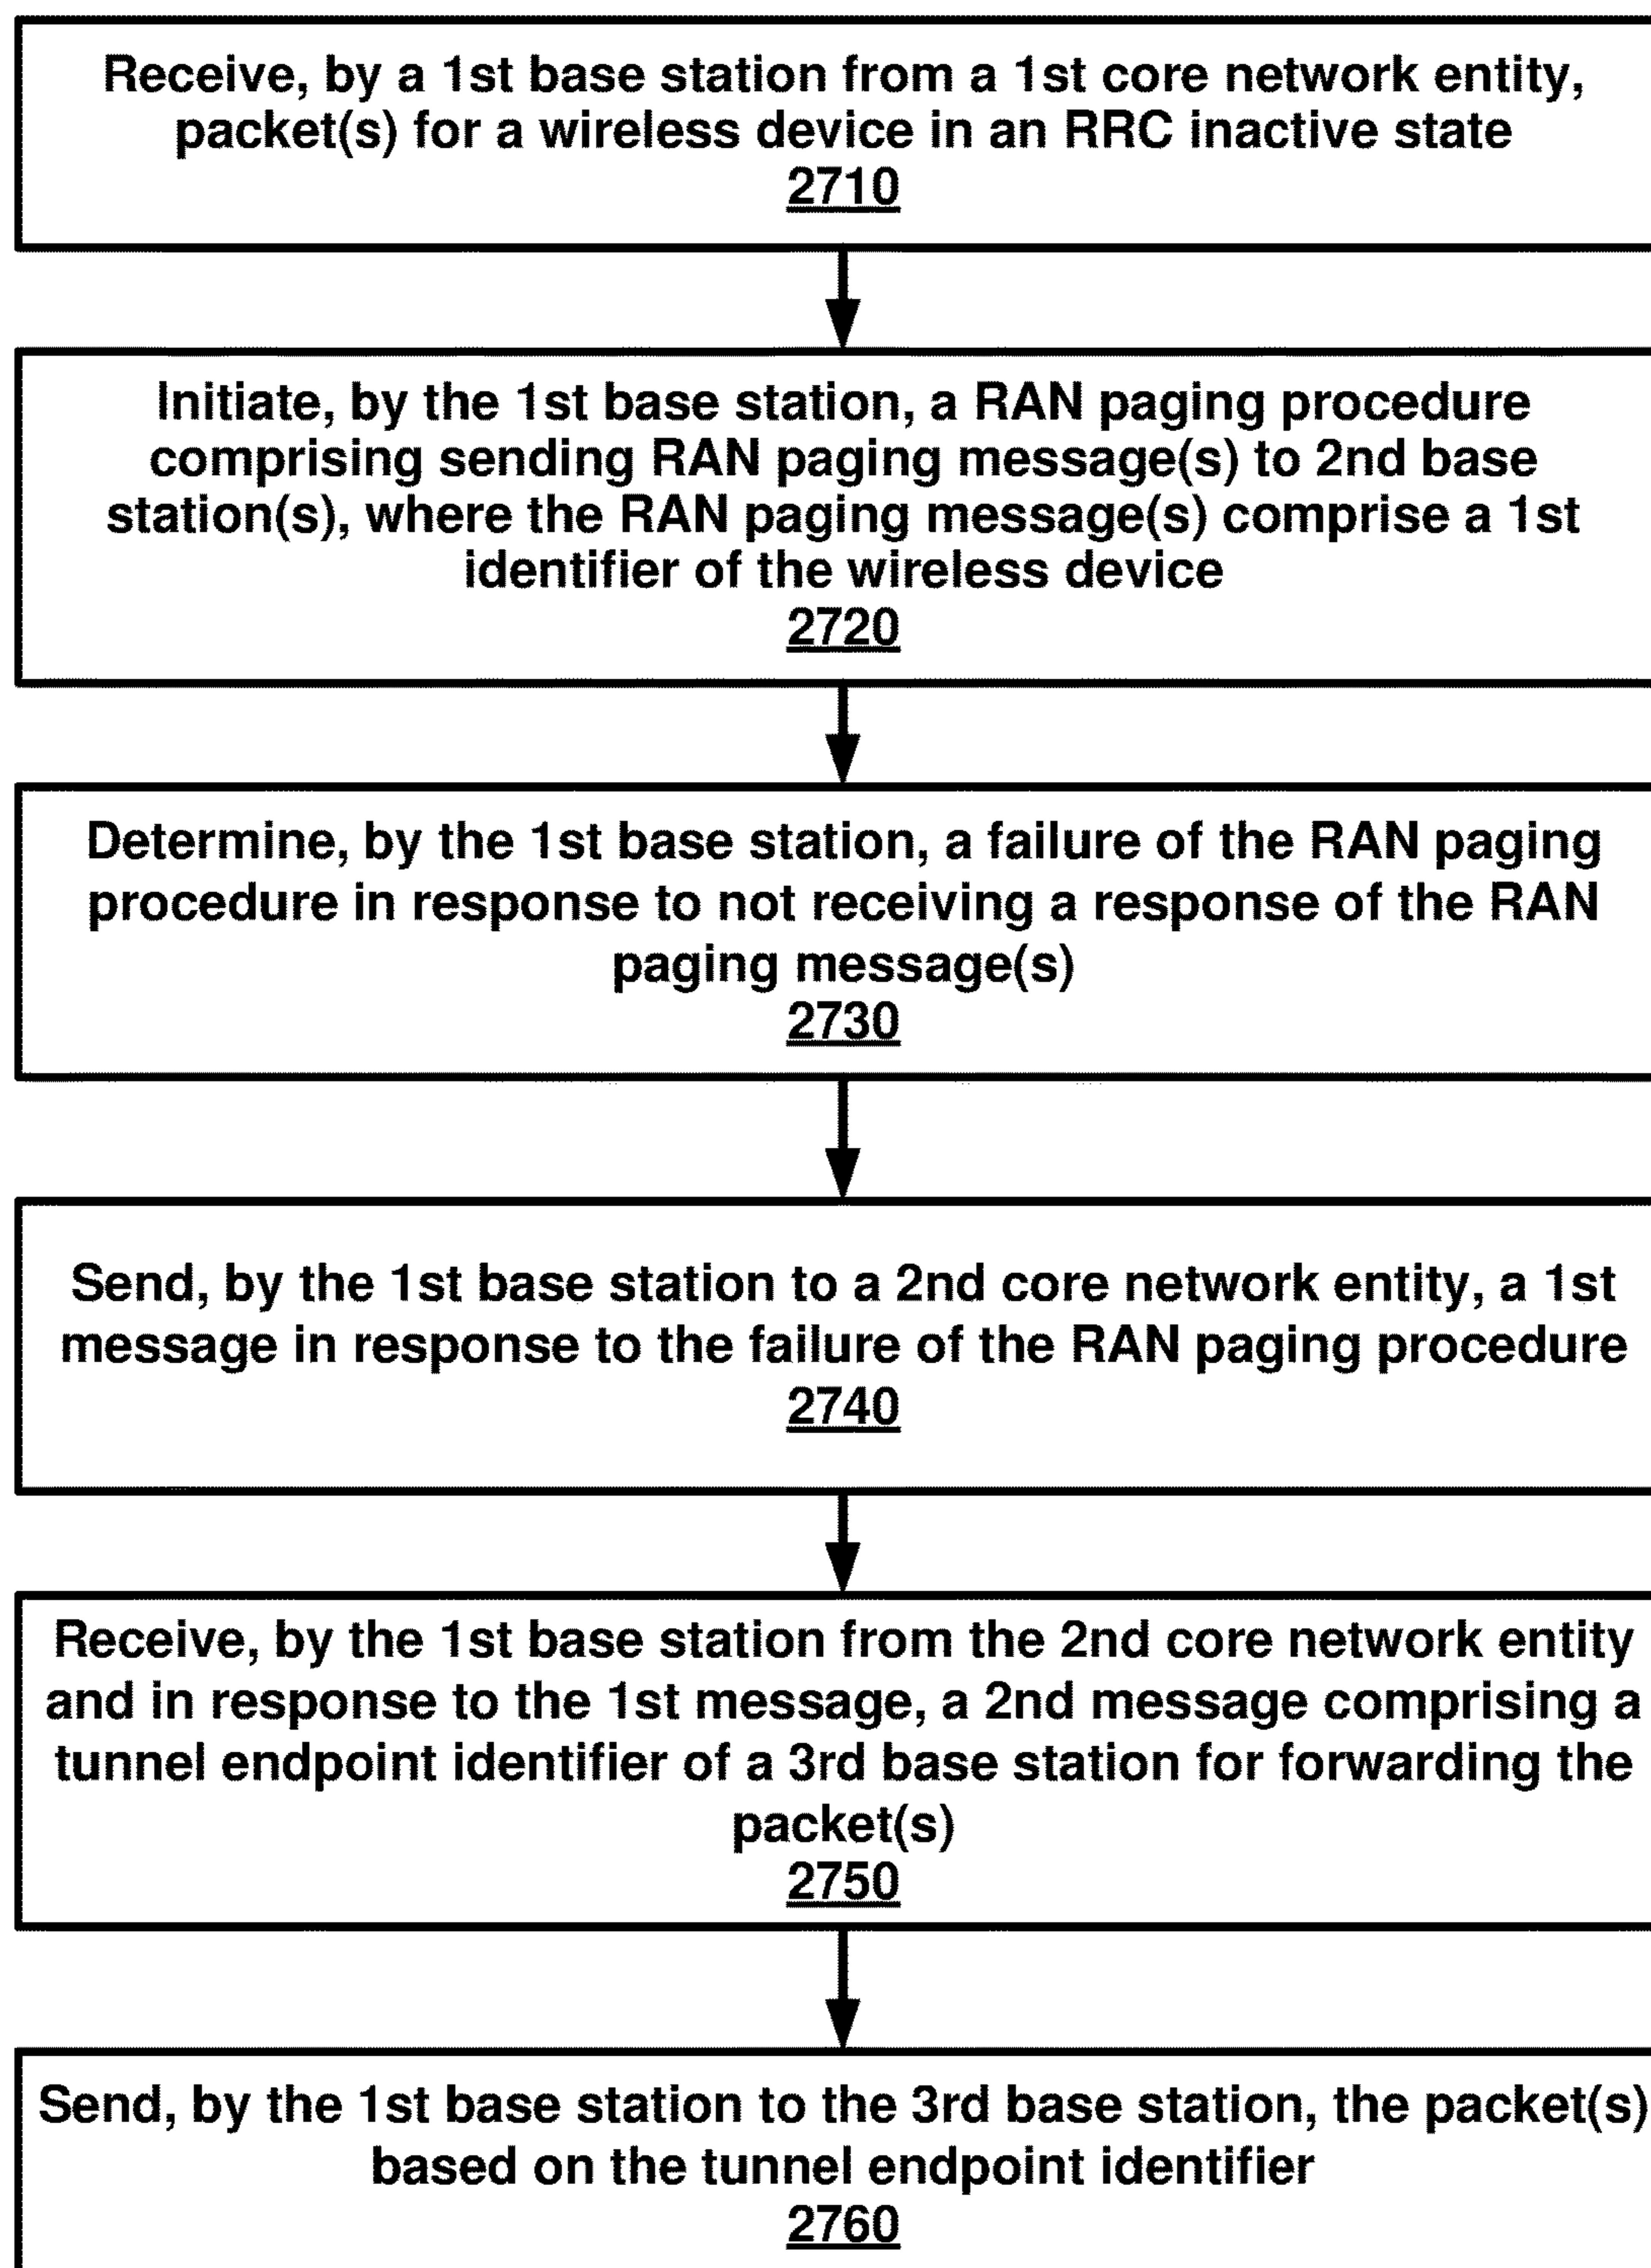 Receive, by a 1st base station from a 1st core network entity,
packet(s) for a wireless device in an RRC inactive state
2710
Initiate, by the 1st base station, a RAN paging procedure
comprising sending RAN paging message(s) to 2nd base
station(s), where the RAN paging message(s) comprise a 1st
identifier of the wireless device
2720
Determine, by the 1st base station, a failure of the RAN paging
procedure in response to not receiving a response of the RAN
paging message(s)
2730
Send, by the 1st base station to a 2nd core network entity, a 1st
message in response to the failure of the RAN paging procedure
2740
Receive, by the 1st base station from the 2nd core network entity
and in response to the 1st message, a 2nd message comprising a
tunnel endpoint identifier of a 3rd base station for forwarding the
packet(s)
2750
Send, by the 1st base station to the 3rd base station, the packet(s)
based on the tunnel endpoint identifier
2760